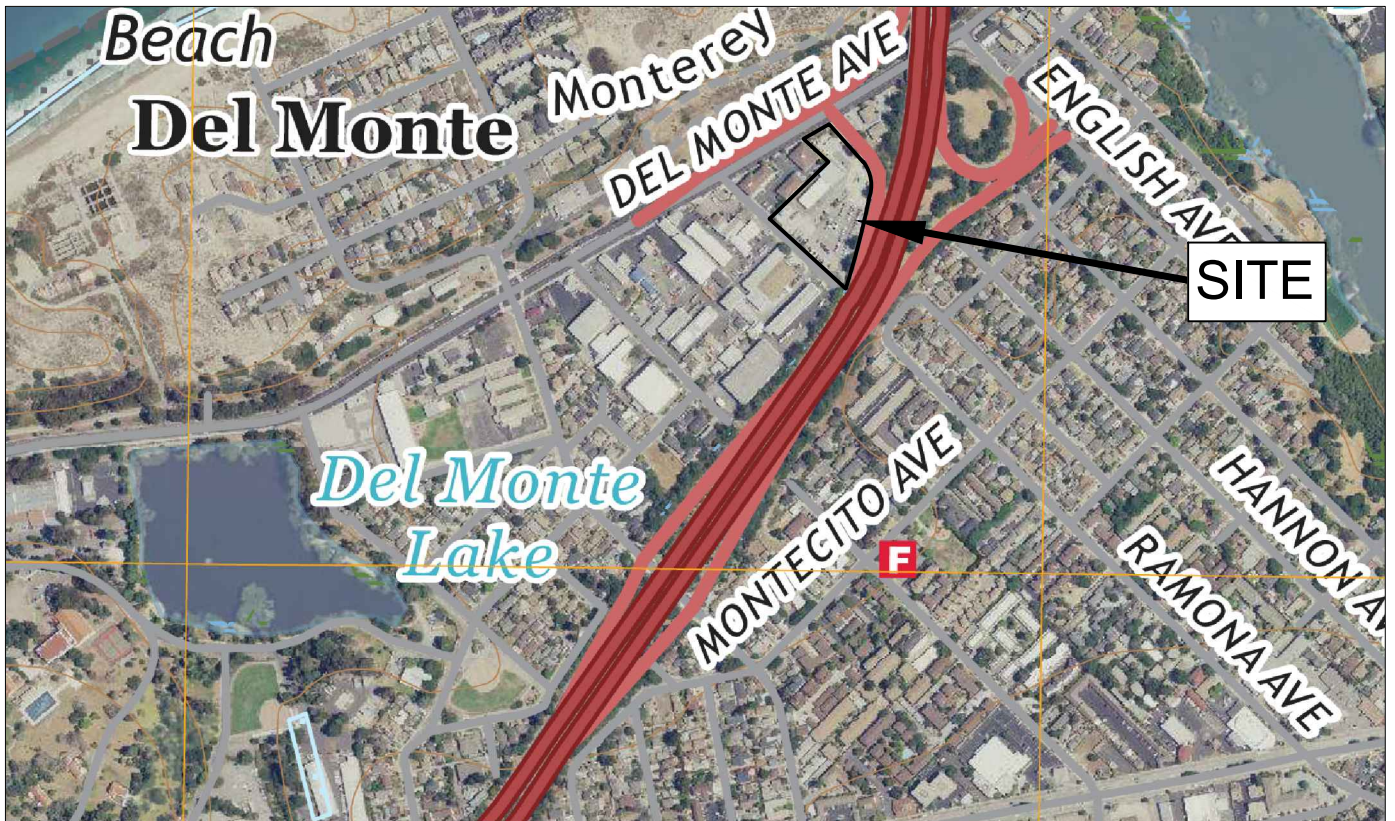 Beach
Del Monte
Monterey
DEL MONTE AVE
ENGLISH AVE
SITE
Del Monte
Lake
MONTECITO AVE
F
HANNON AV
RAMONA AVE